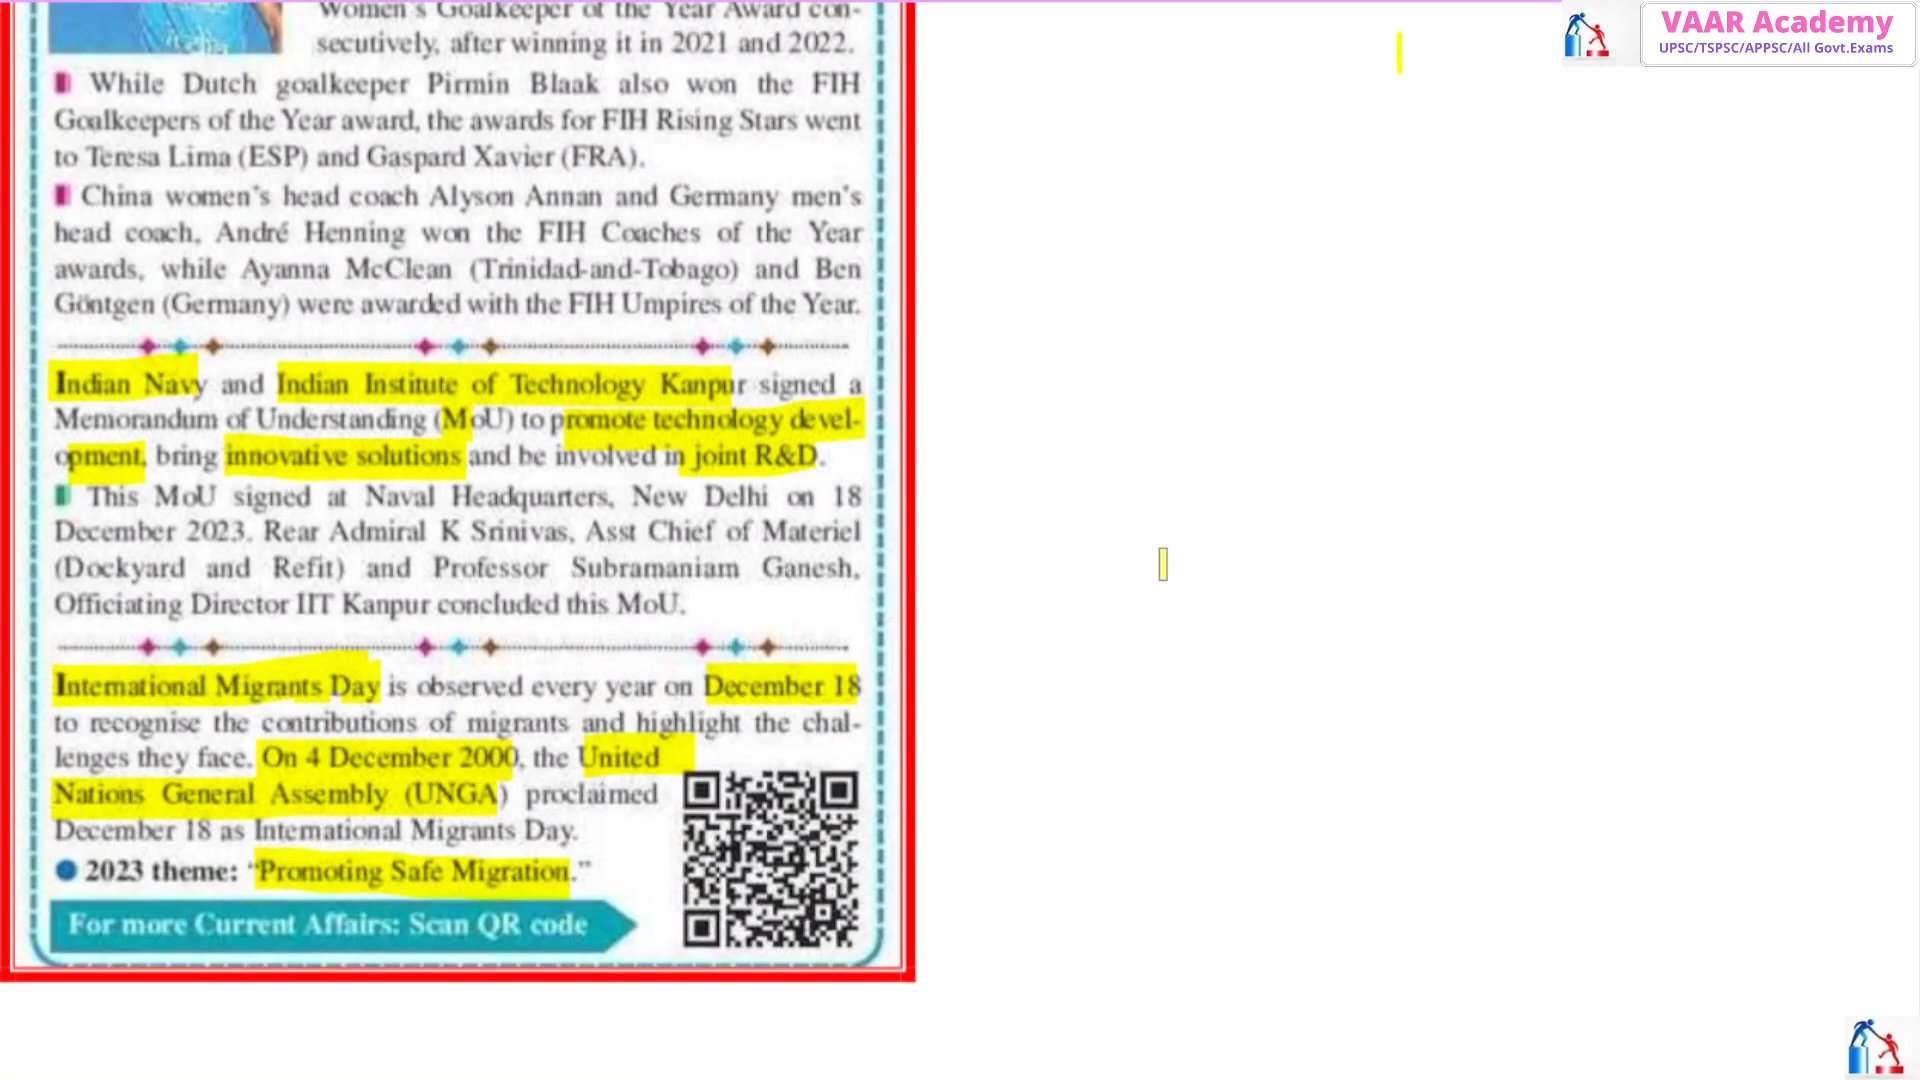 Women's Goalkeeper of the Year Award con-
secutively, after winning it in 2021 and 2022.
While Dutch goalkeeper Pirmin Blaak also won the FIH
Goalkeepers of the Year award, the awards for FIH Rising Stars went
to Teresa Lima (ESP) and Gaspard Xavier (FRA).
China women's head coach Alyson Annan and Germany men's
head coach, André Henning won the FIH Coaches of the Year
awards, while Ayanna McClean (Trinidad-and-Tobago) and Ben
Göntgen (Germany) were awarded with the FIH Umpires of the Year.
Indian Navy and Indian Institute of Technology Kanpur signed a
Memorandum of Understanding (MoU) to promote technology devel-
opment, bring innovative solutions and be involved in joint R&D.
This MoU signed at Naval Headquarters, New Delhi on 18
December 2023. Rear Admiral K Srinivas, Asst Chief of Materiel
(Dockyard and Refit) and Professor Subramaniam Ganesh,
Officiating Director IIT Kanpur concluded this MoU.
International Migrants Day is observed every year on December 18
to recognise the contributions of migrants and highlight the chal-
lenges they face. On 4 December 2000, the United
Nations General Assembly (UNGA) proclaimed
December 18 as International Migrants Day.
2023 theme: "Promoting Safe Migration."
For more Current Affairs: Scan QR code
VAAR Academy
UPSC/TSPSC/APPSC/All Govt.Exams